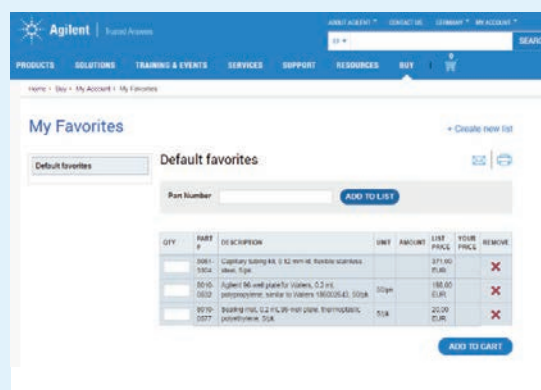 Agilent | Trusted Answers
ABOUT AGILENT CONTACT US GERMANY MY ACCOUNT
SEARC
PRODUCTS SOLUTIONS TRAINING & EVENTS SERVICES SUPPORT RESOURCES BUY
Home > Buy > My Account > My Favorites
My Favorites
+ Create new list
Default favorites
Default favorites
Part Number
ADD TO LIST
QTY PART # DESCRIPTION UNIT AMOUNT LIST PRICE YOUR PRICE REMOVE
Capillary tubing kit, 0.12 mm id, flexible stainless
steel, 5/pk
EUR
Agilent 96 well plate for Waters, 0.2 mL
polypropylene, similar to Waters
EUR
Sealing mat, 0.2 mL 96-well plate, thermoplastic
polyethylene, 5/pk
EUR
ADD TO CART